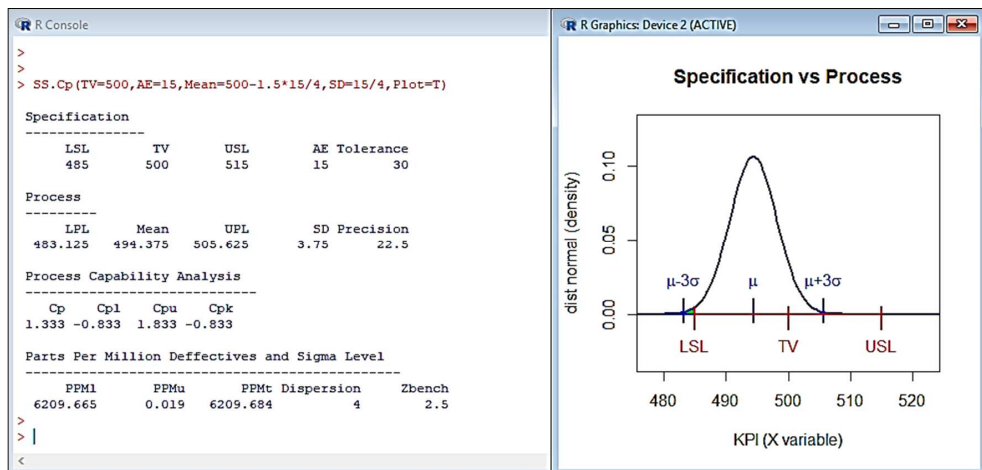 R Console
>
>
> SS.Cp(TV=500,AE=15,Mean=500-1.5*15/4,SD=15/4,Plot=T)
Specification
---------------
LSL TV USL AE Tolerance
485 500 515 15 30
Process
---------
LPL Mean UPL SD Precision
483.125 494.375 505.625 3.75 22.5
Process Capability Analysis
-----------------------------
Cp Cpl Cpu Cpk
1.333 -0.833 1.833 -0.833
Parts Per Million Deffectives and Sigma Level
-----------------------------------------------
PPMl PPMu PPMt Dispersion Zbench
6209.665 0.019 6209.684 4 2.5
>
> |
R Graphics: Device 2 (ACTIVE)
Specification vs Process
dist normal (density)
0.10
0.05
0.00
μ-3σ μ μ+3σ
LSL TV USL
480 490 500 510 520
KPI (X variable)